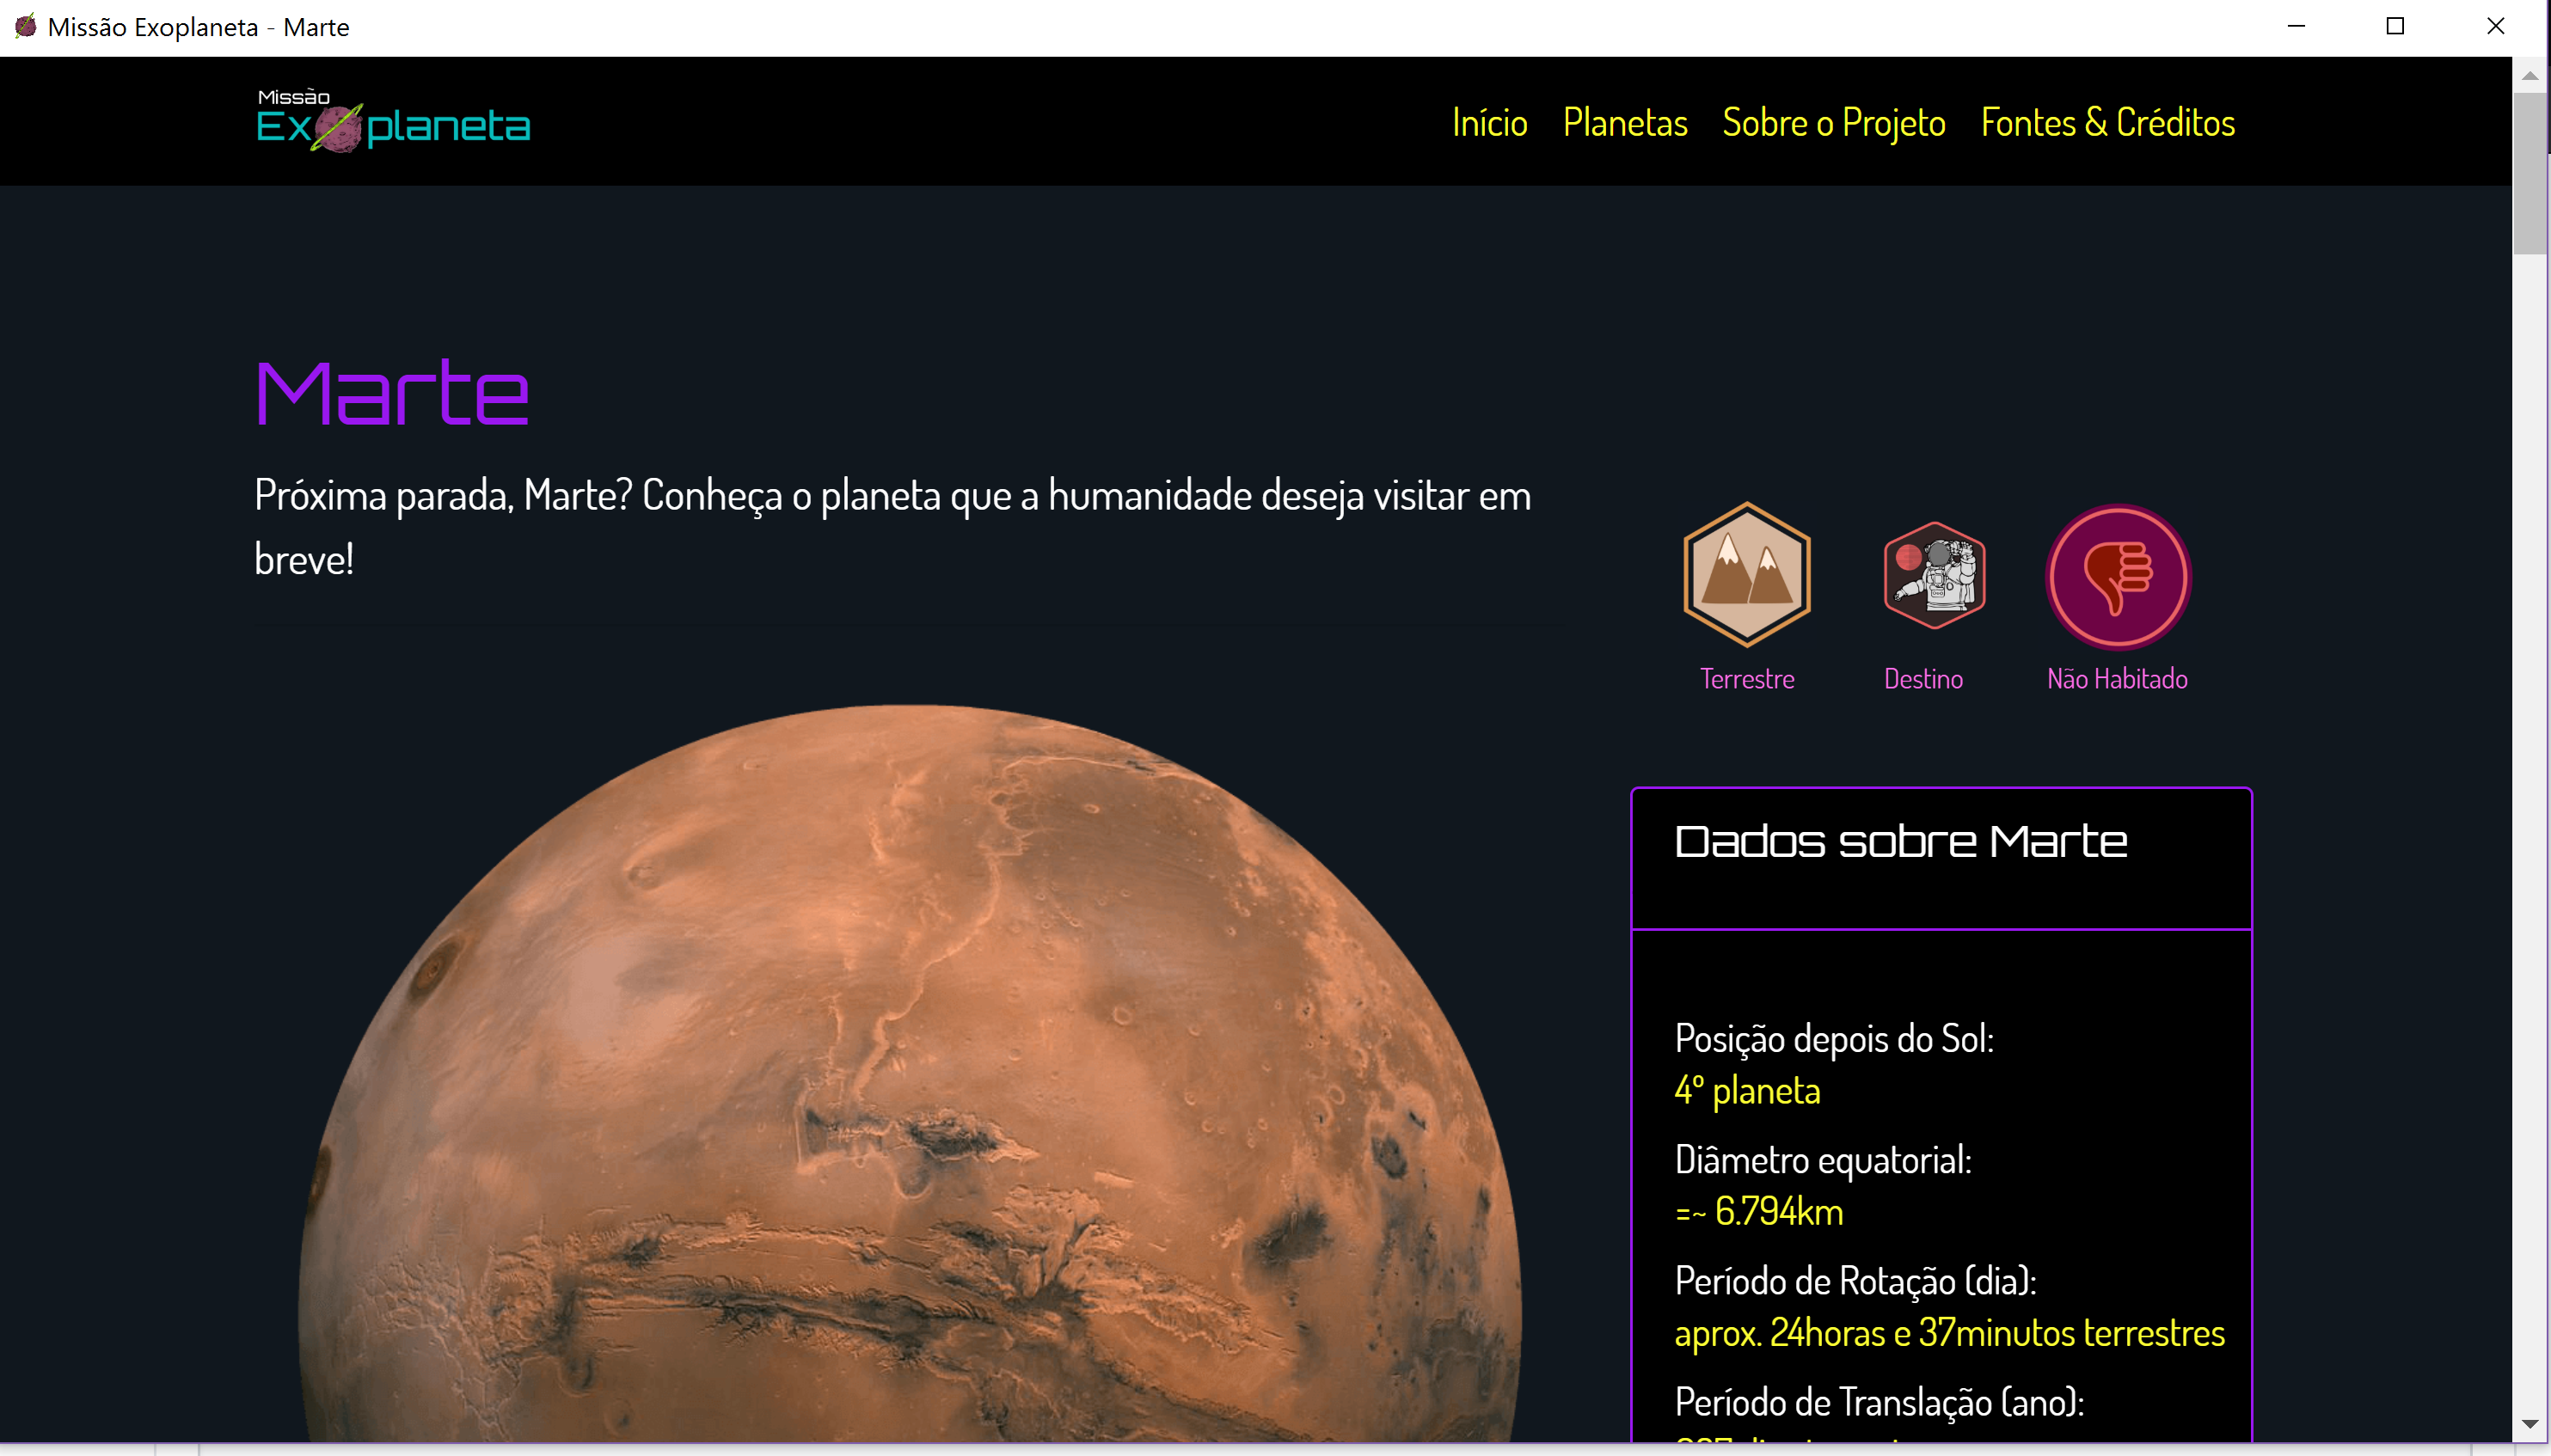 Missão Exoplaneta - Marte
Missão
Exoplaneta
Início Planetas Sobre o Projeto Fontes & Créditos
Marte
Próxima parada, Marte? Conheça o planeta que a humanidade deseja visitar em
breve!
Terrestre Destino Não Habitado
Dados sobre Marte
Posição depois do Sol:
4º planeta
Diâmetro equatorial:
=~ 6.794km
Período de Rotação (dia):
aprox. 24horas e 37minutos terrestres
Período de Translação (ano):